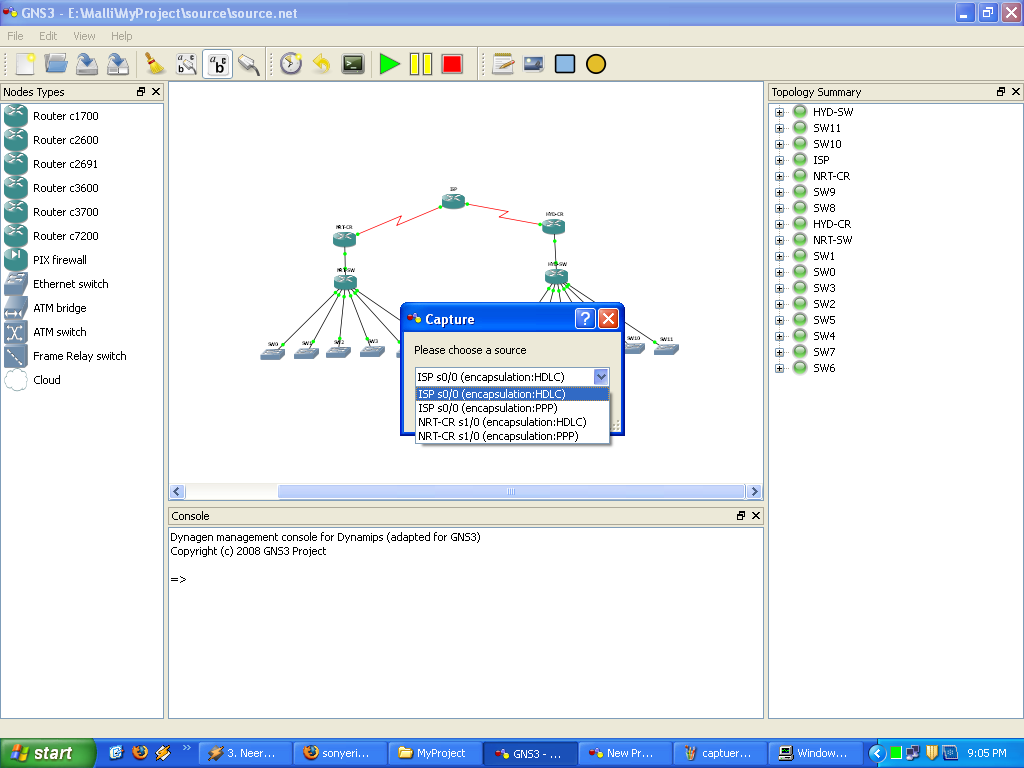 GNS3 - E:\Malli\MyProject\source\source.net
File Edit View Help
Nodes Types
Router c1700
Router c2600
Router c2691
Router c3600
Router c3700
Router c7200
PIX firewall
Ethernet switch
ATM bridge
ATM switch
Frame Relay switch
Cloud
ISP
NRT-CR
HYD-CR
NRT-SW
HYD-SW
SW0
SW2
SW3
SW10
SW11
Capture
Please choose a source
ISP s0/0 (encapsulation:HDLC)
ISP s0/0 (encapsulation:HDLC)
ISP s0/0 (encapsulation:PPP)
NRT-CR s1/0 (encapsulation:HDLC)
NRT-CR s1/0 (encapsulation:PPP)
Console
Dynagen management console for Dynamips (adapted for GNS3)
Copyright (c) 2008 GNS3 Project
=>
Topology Summary
HYD-SW
SW11
SW10
ISP
NRT-CR
SW9
SW8
HYD-CR
NRT-SW
SW1
SW0
SW3
SW2
SW5
SW4
SW7
SW6
start
3. Neer...
sonyeri...
MyProject
GNS3 - ...
New Pr...
captuer...
Window...
9:05 PM